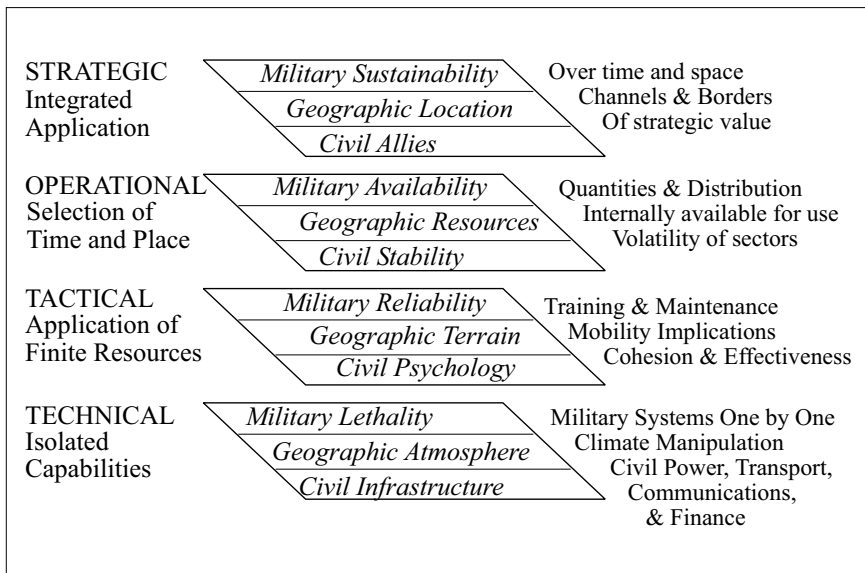 STRATEGIC
Integrated
Application
Military Sustainability
Geographic Location
Civil Allies
Over time and space
Channels & Borders
Of strategic value
OPERATIONAL
Selection of
Time and Place
Military Availability
Geographic Resources
Civil Stability
Quantities & Distribution
Internally available for use
Volatility of sectors
TACTICAL
Application of
Finite Resources
Military Reliability
Geographic Terrain
Civil Psychology
Training & Maintenance
Mobility Implications
Cohesion & Effectiveness
TECHNICAL
Isolated
Capabilities
Military Lethality
Geographic Atmosphere
Civil Infrastructure
Military Systems One by One
Climate Manipulation
Civil Power, Transport,
Communications,
& Finance